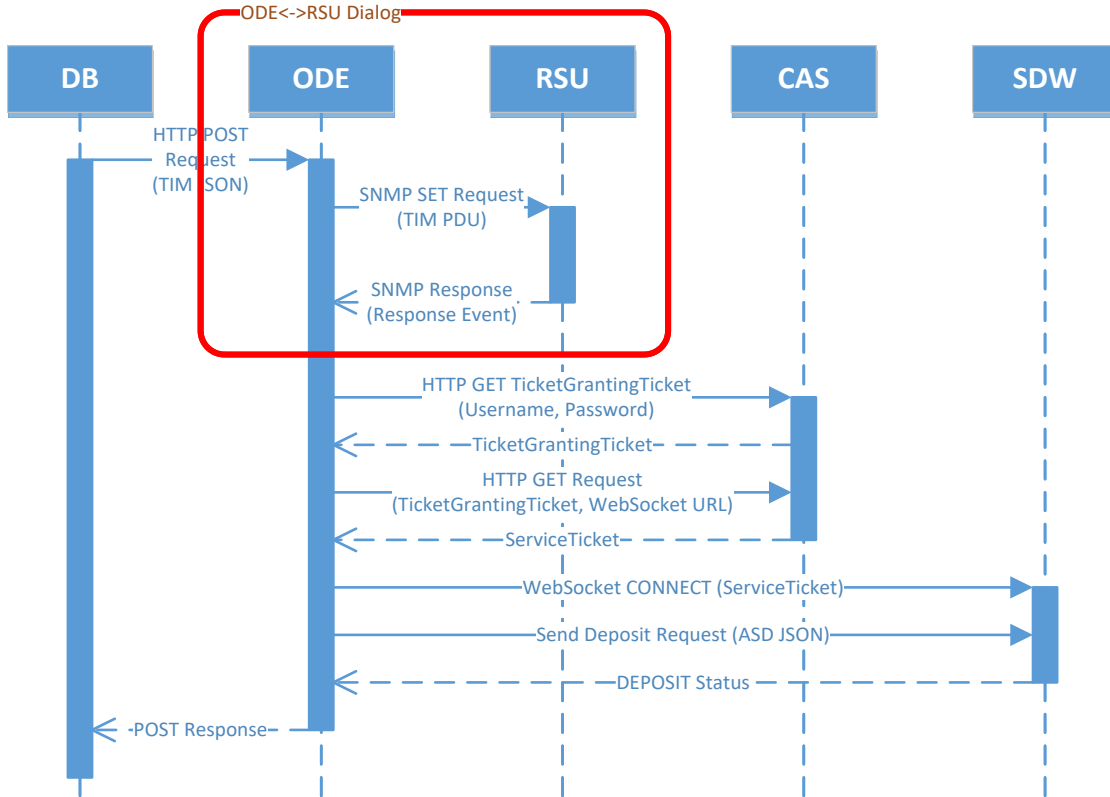 ODE<->RSU Dialog
DB
ODE
RSU
CAS
SDW
HTTP POST
Request
(TIM JSON)
SNMP SET Request
(TIM PDU)
SNMP Response
(Response Event)
HTTP GET TicketGrantingTicket
(Username, Password)
TicketGrantingTicket
HTTP GET Request
(TicketGrantingTicket, WebSocket URL)
ServiceTicket
WebSocket CONNECT (ServiceTicket)
Send Deposit Request (ASD JSON)
DEPOSIT Status
POST Response